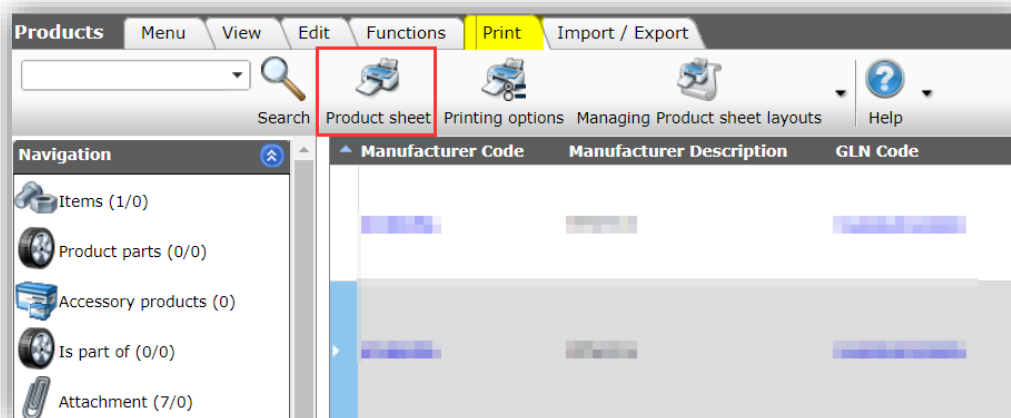 Products Menu View Edit Functions Print Import / Export
Search Product sheet Printing options Managing Product sheet layouts Help
Navigation
Manufacturer Code Manufacturer Description GLN Code
Items (1/0)
Product parts (0/0)
Accessory products (0)
Is part of (0/0)
Attachment (7/0)